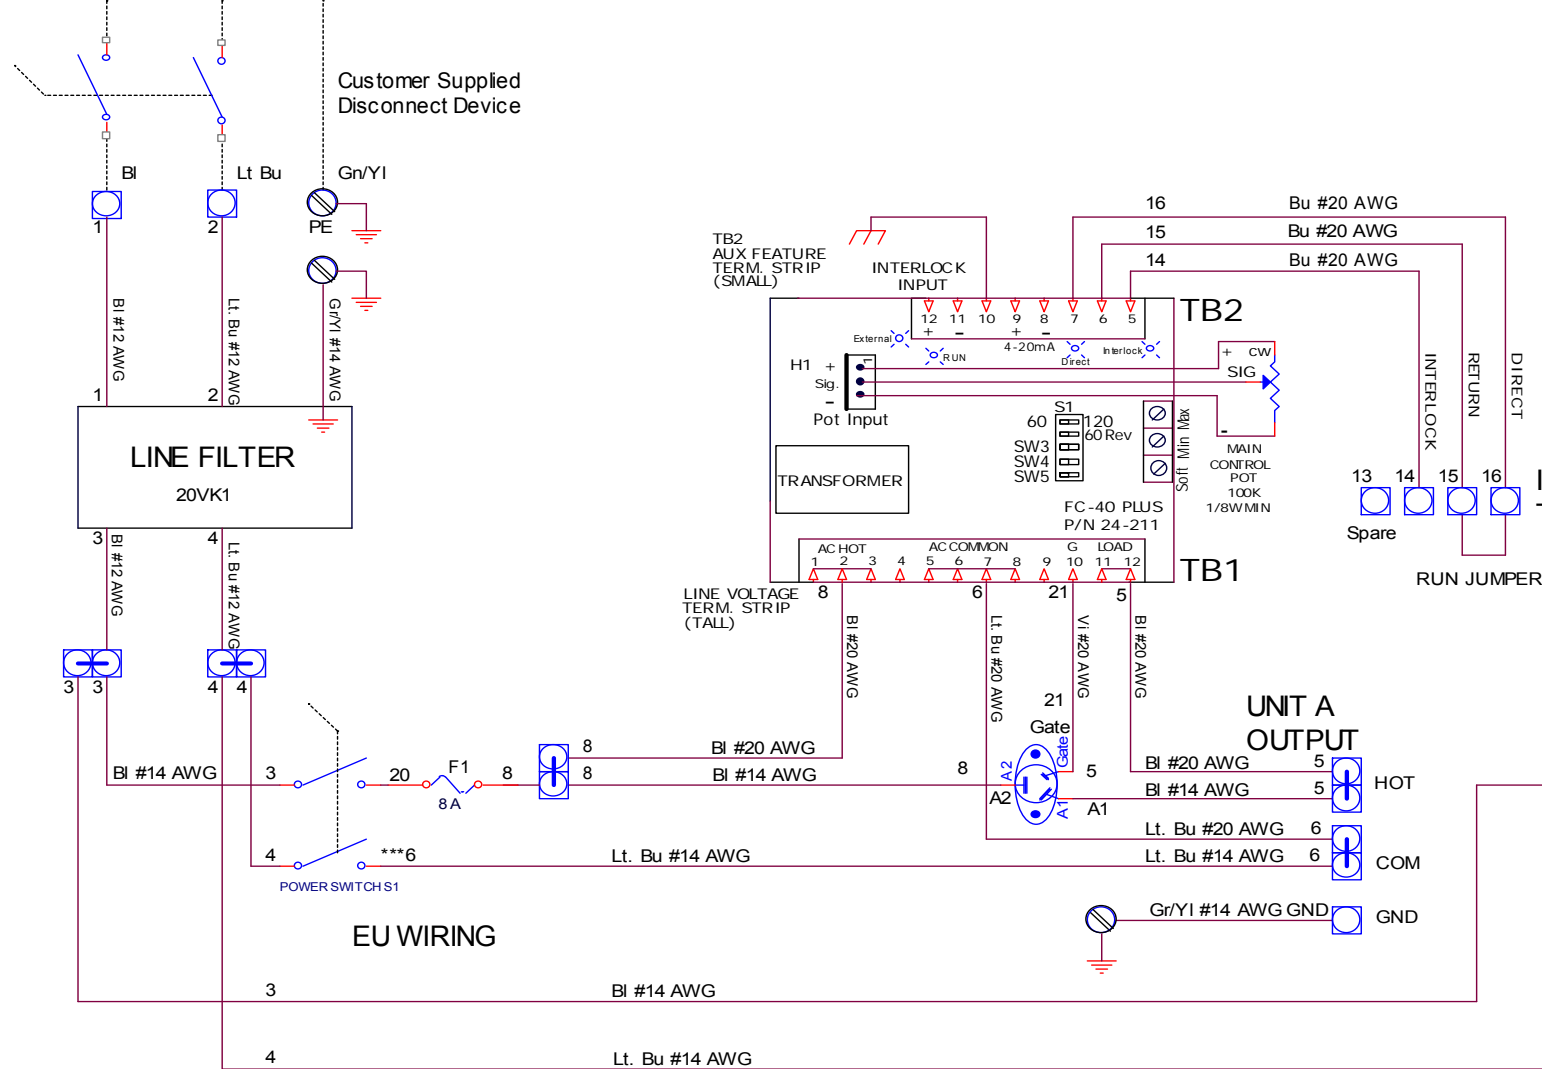 Customer Supplied
Disconnect Device
Bl
Lt Bu
Gn/Yl
1
2
PE
Bl #12 AWG
Lt. Bu #12 AWG
Gr/Yl #14 AWG
1
2
LINE FILTER
20VK1
3
4
Bl #12 AWG
Lt. Bu #12 AWG
3
3
4
4
16
Bu #20 AWG
15
Bu #20 AWG
14
Bu #20 AWG
TB2
AUX FEATURE
TERM. STRIP
(SMALL)
INTERLOCK
INPUT
TB2
12
11
10
9
8
7
6
5
+
-
+
-
4-20mA
External
RUN
Direct
Interlock
H1
+
Sig.
-
1
Pot Input
+
CW
SIG
-
MAIN
CONTROL
POT
100K
1/8W MIN
S1
60
120
60 Rev
SW3
SW4
SW5
Soft
Min
Max
TRANSFORMER
FC-40 PLUS
P/N 24-211
INTERLOCK
RETURN
DIRECT
13
14
15
16
Spare
RUN JUMPER
AC HOT
AC COMMON
G
LOAD
1
2
3
4
5
6
7
8
9
10
11
12
TB1
LINE VOLTAGE
TERM. STRIP
(TALL)
8
6
21
5
Bl #20 AWG
Lt. Bu #20 AWG
Vi #20 AWG
Bl #20 AWG
21
Gate
Gate
A2
A1
A2
A1
5
8
UNIT A
OUTPUT
8
Bl #20 AWG
8
Bl #14 AWG
Bl #20 AWG
5
Bl #14 AWG
5
HOT
Bl #14 AWG
3
20
F1
8 A
8
Lt. Bu #20 AWG
6
4
***6
Lt. Bu #14 AWG
Lt. Bu #14 AWG
6
COM
POWER SWITCH S1
Gr/Yl #14 AWG GND
GND
EU WIRING
3
Bl #14 AWG
4
Lt. Bu #14 AWG